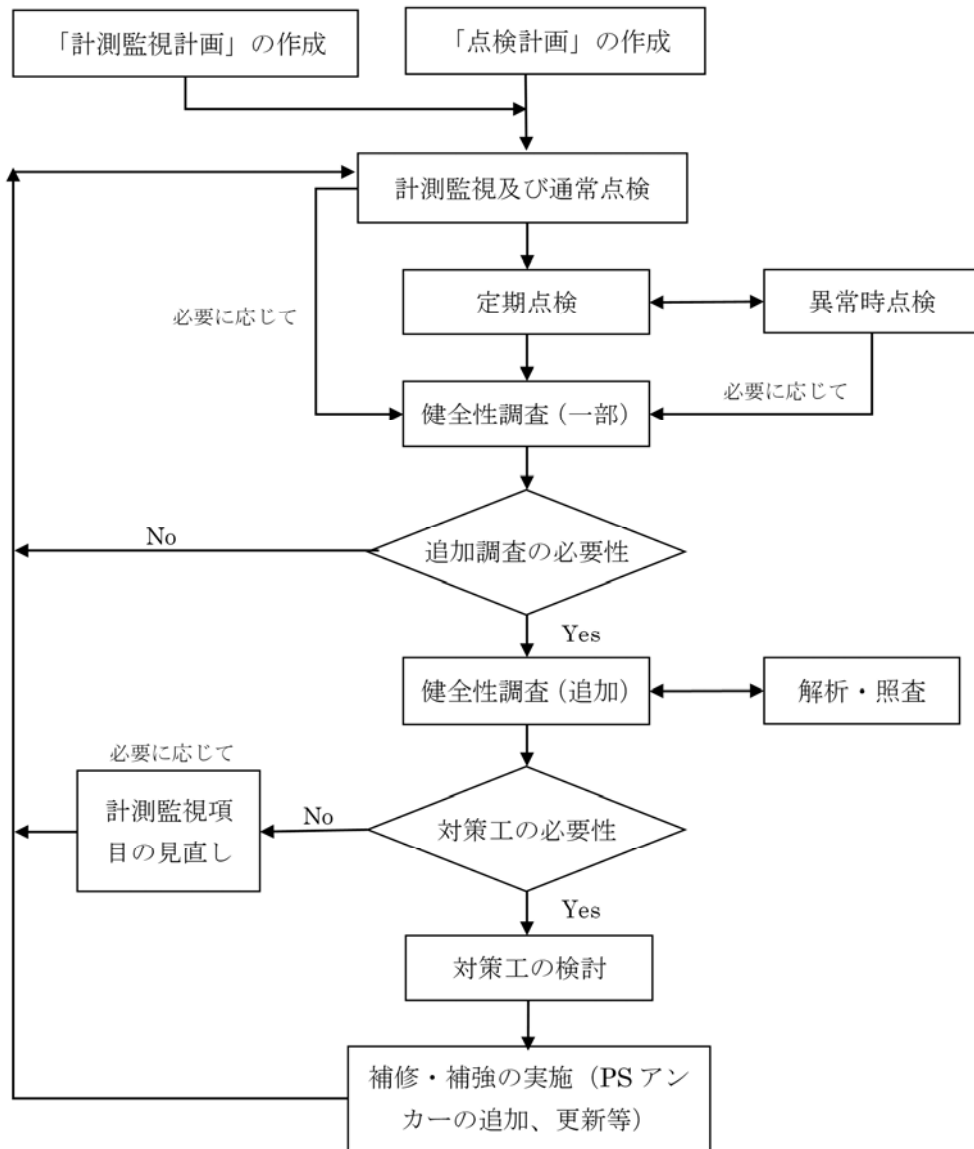 「計測監視計画」の作成
「点検計画」の作成
計測監視及び通常点検
定期点検
異常時点検
必要に応じて
必要に応じて
健全性調査（一部）
No
追加調査の必要性
Yes
健全性調査（追加）
解析・照査
必要に応じて
計測監視項
目の見直し
No
対策工の必要性
Yes
対策工の検討
補修・補強の実施（PS アン
カーの追加、更新等）